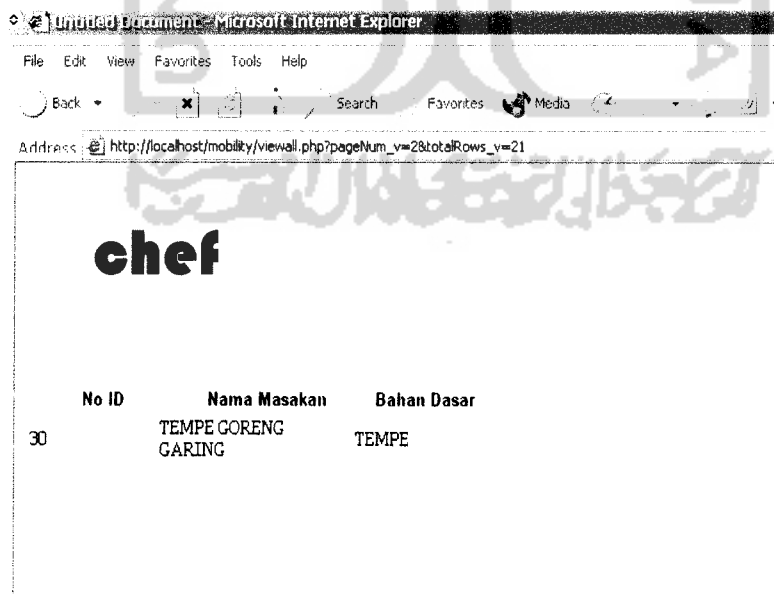 Untitled Document - Microsoft Internet Explorer
File Edit View Favorites Tools Help
Back Search Favorites Media
Address http://localhost/mobility/viewall.php?pageNum_v=2&totalRows_v=21
chef
No ID Nama Masakan Bahan Dasar
30 TEMPE GORENG GARING TEMPE